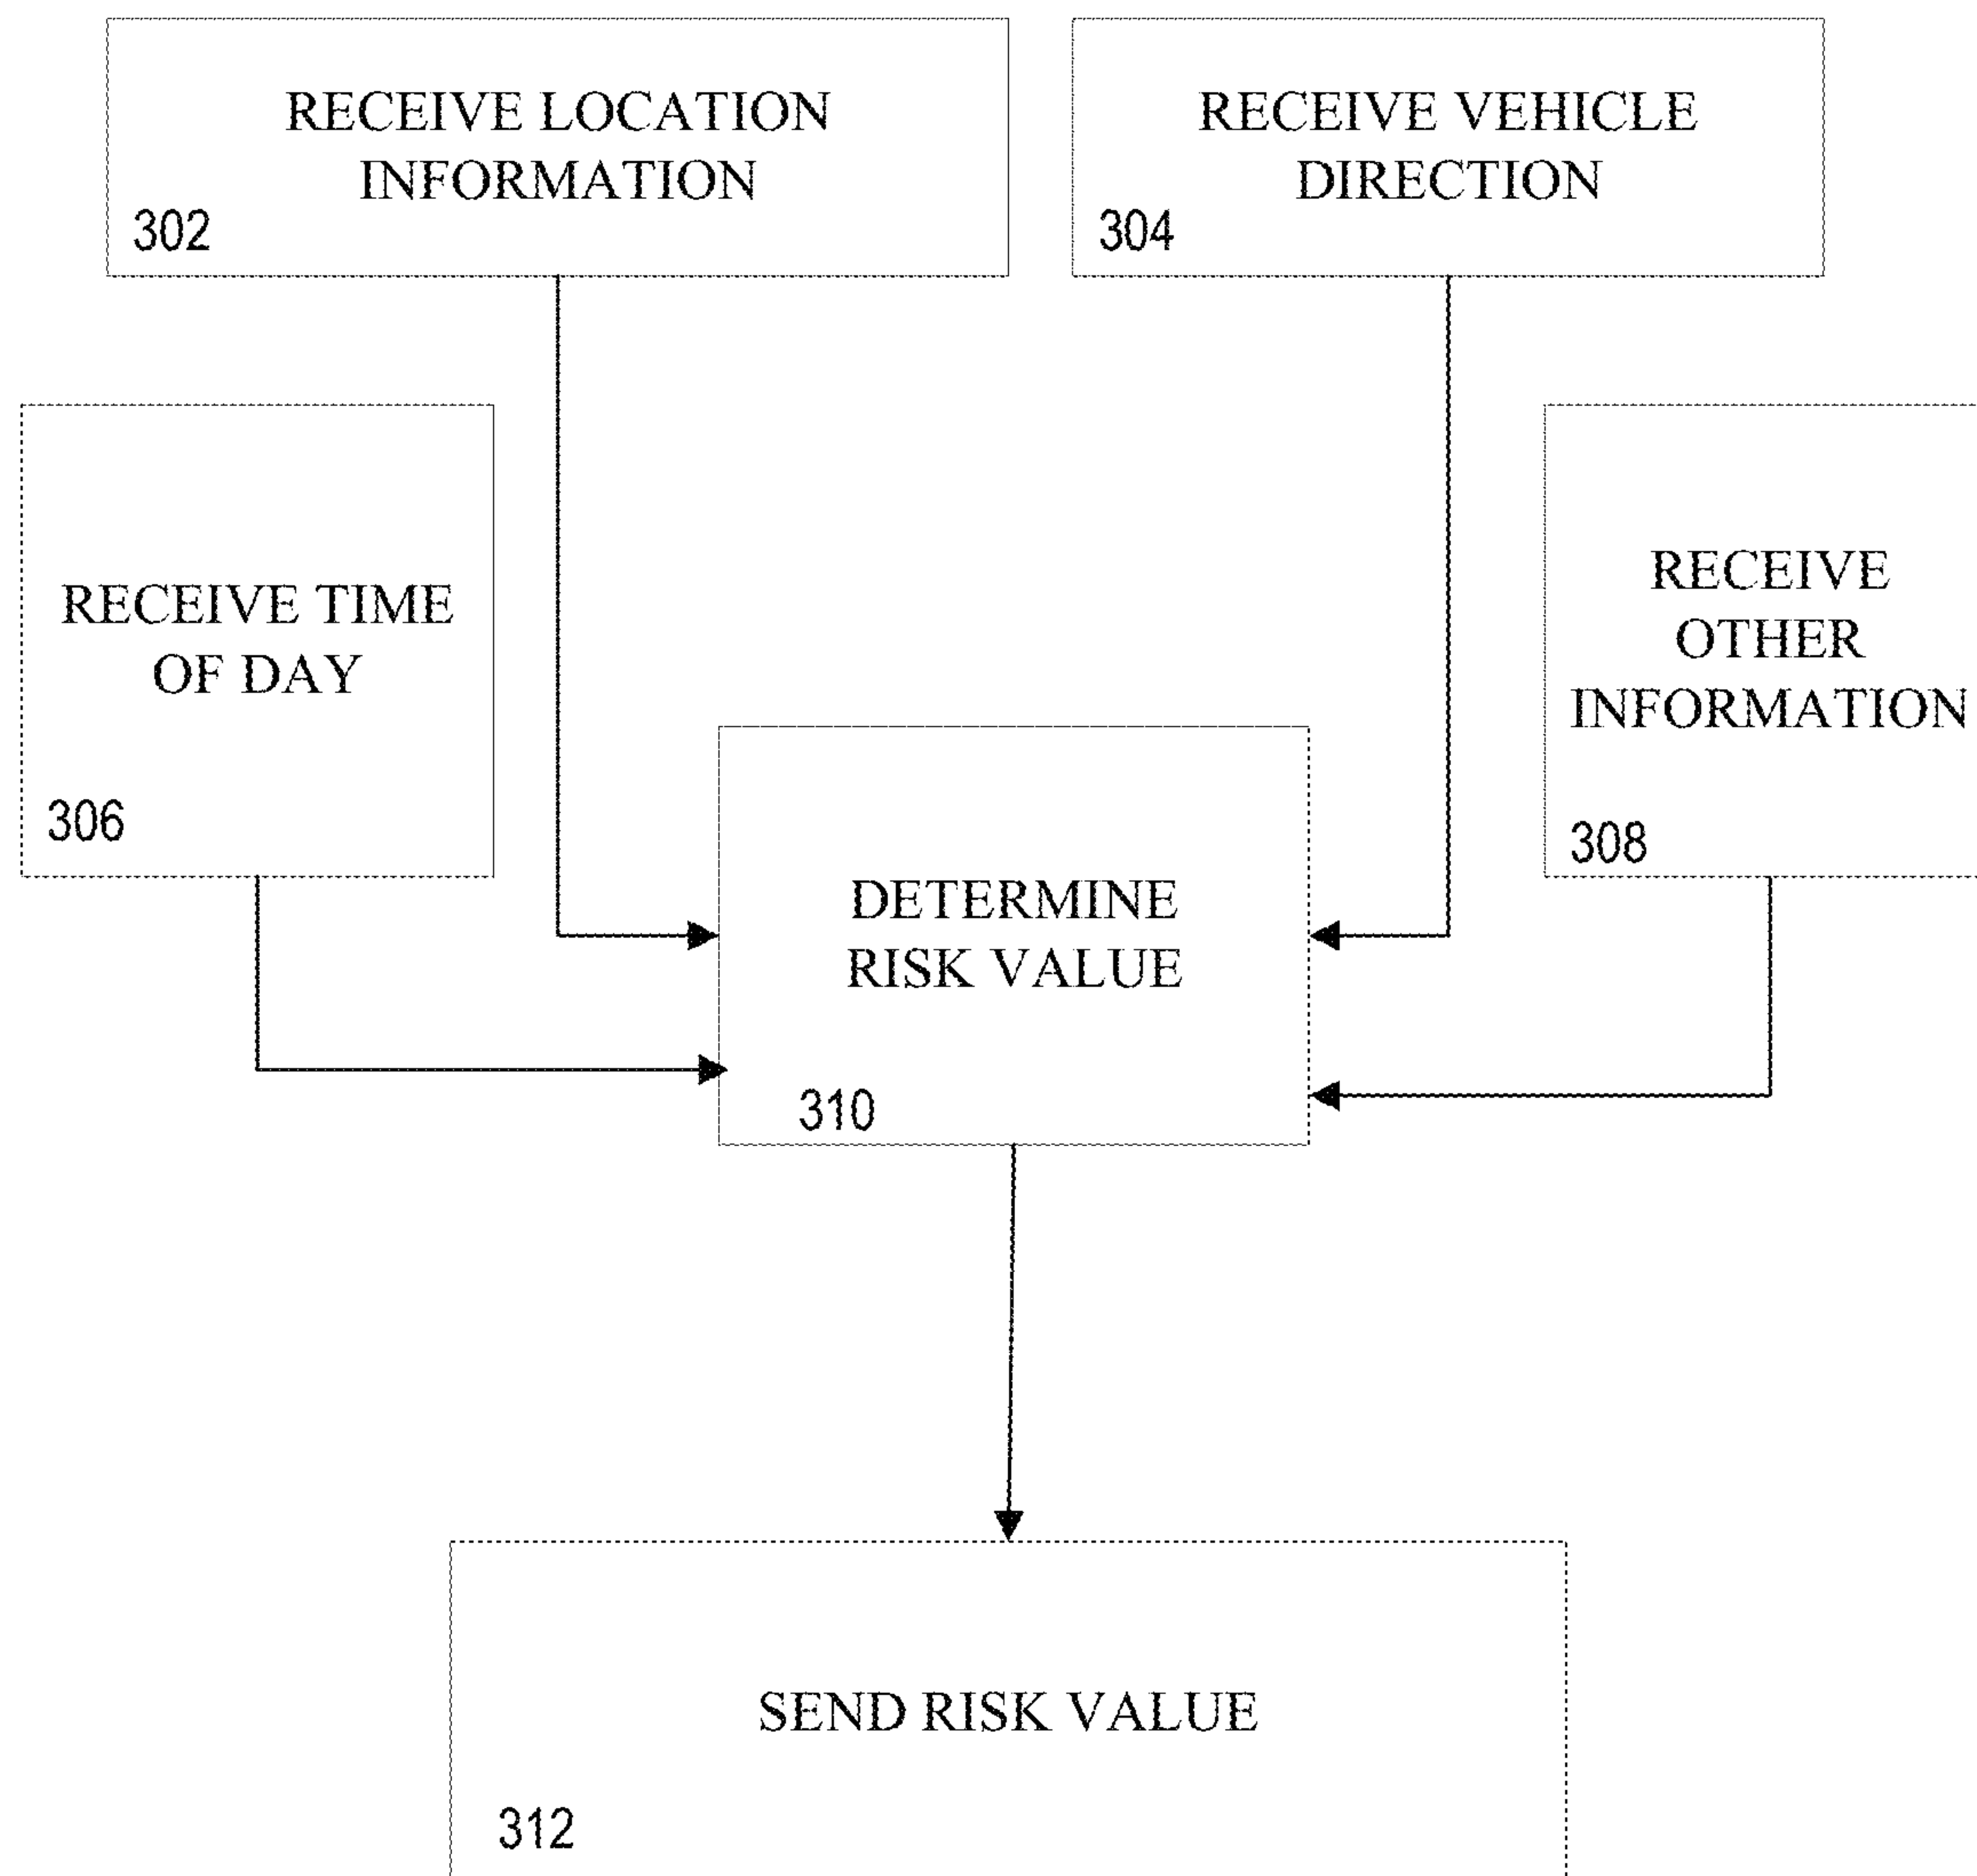 RECEIVE LOCATION
INFORMATION
302
RECEIVE VEHICLE
DIRECTION
304
RECEIVE TIME
OF DAY
306
RECEIVE
OTHER
INFORMATION
308
DETERMINE
RISK VALUE
310
SEND RISK VALUE
312